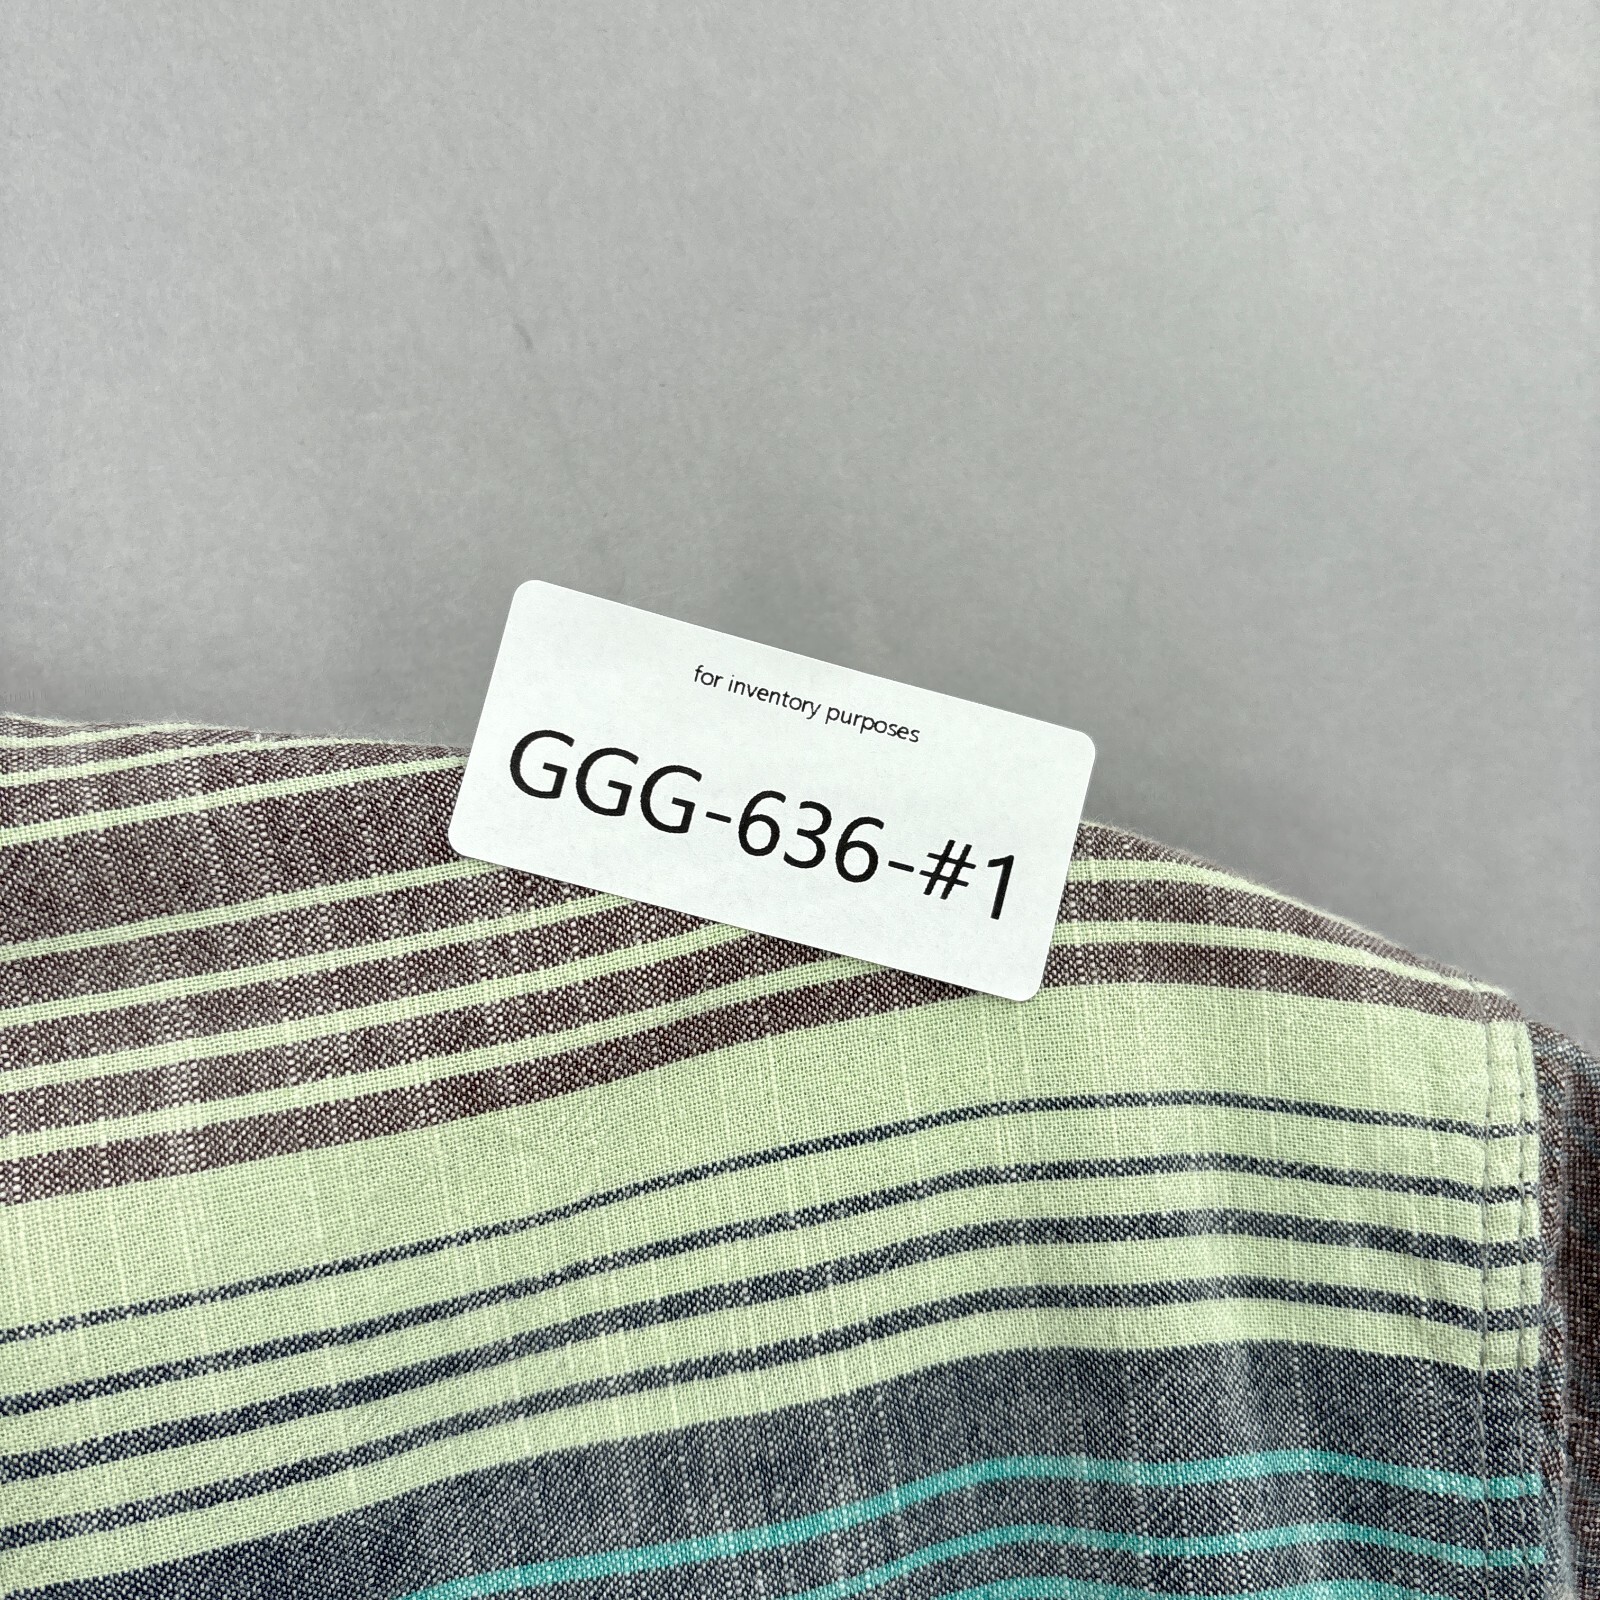 for inventory purposes
GGG-636-#1